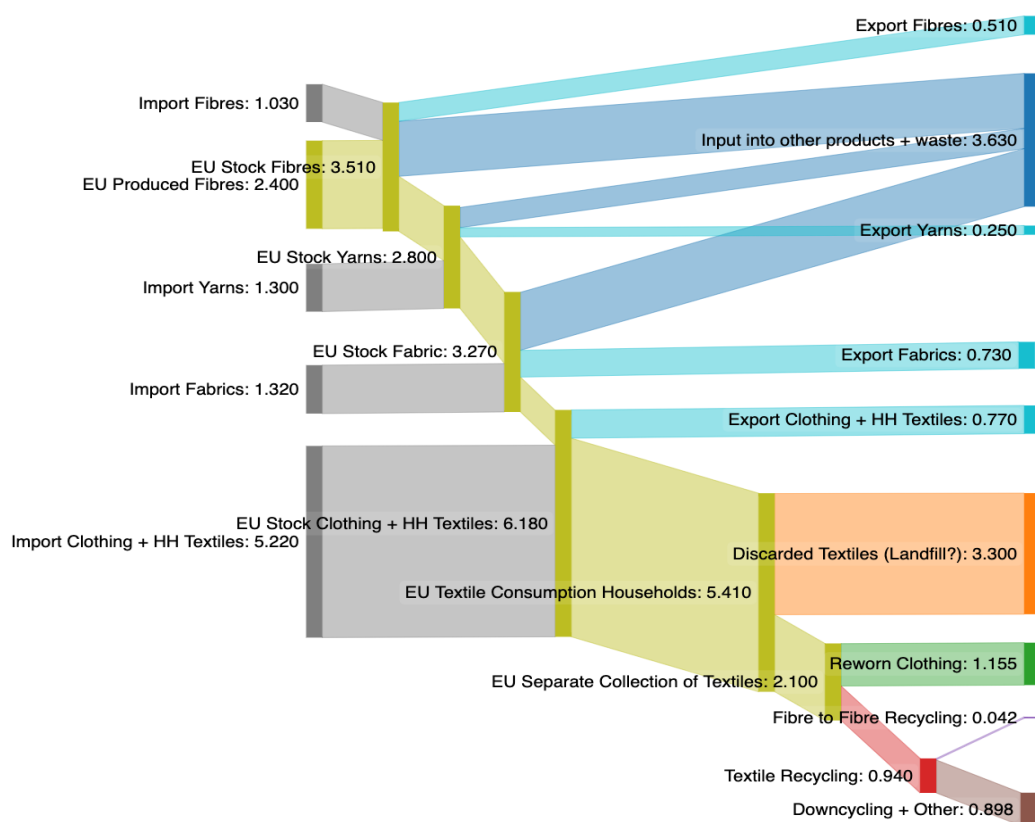 Export Fibres: 0.510
Import Fibres: 1.030
Input into other products + waste: 3.630
EU Stock Fibres: 3.510
EU Produced Fibres: 2.400
Export Yarns: 0.250
EU Stock Yarns: 2.800
Import Yarns: 1.300
EU Stock Fabric: 3.270
Export Fabrics: 0.730
Import Fabrics: 1.320
Export Clothing + HH Textiles: 0.770
EU Stock Clothing + HH Textiles: 6.180
Import Clothing + HH Textiles: 5.220
Discarded Textiles (Landfill?): 3.300
EU Textile Consumption Households: 5.410
Reworn Clothing: 1.155
EU Separate Collection of Textiles: 2.100
Fibre to Fibre Recycling: 0.042
Textile Recycling: 0.940
Downcycling + Other: 0.898